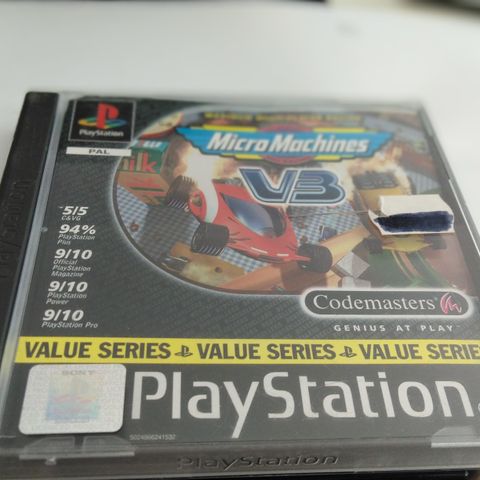 PlayStation
PAL
Micro Machines
V3
5/5
C&VG
94%
PlayStation
Plus
9/10
Official
PlayStation
Magazine
9/10
PlayStation
Power
9/10
PlayStation Pro
Codemasters
GENIUS AT PLAY
VALUE SERIES VALUE SERIES VALUE SERIE
SONY
PlayStation
5024866241532
PlayStation